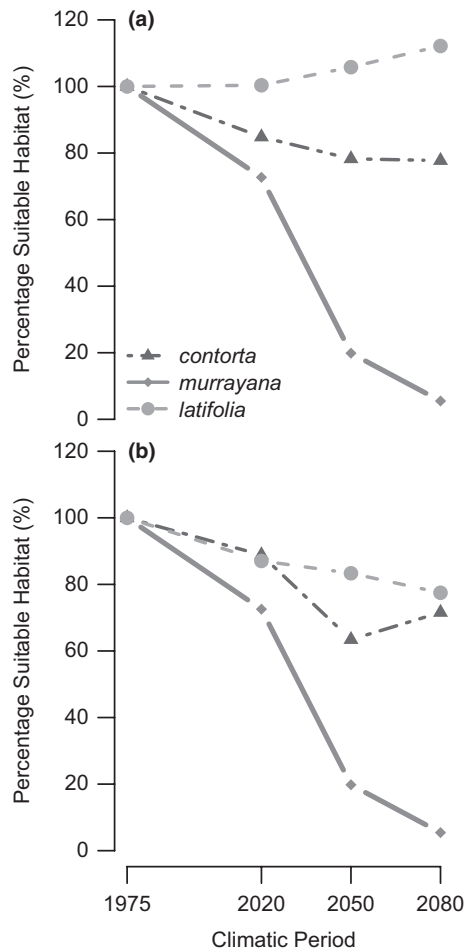 (a)
120
100
80
60
40
20
0
Percentage Suitable Habitat (%)
contorta
murrayana
latifolia
(b)
120
100
80
60
40
20
0
Percentage Suitable Habitat (%)
1975 2020 2050 2080
Climatic Period